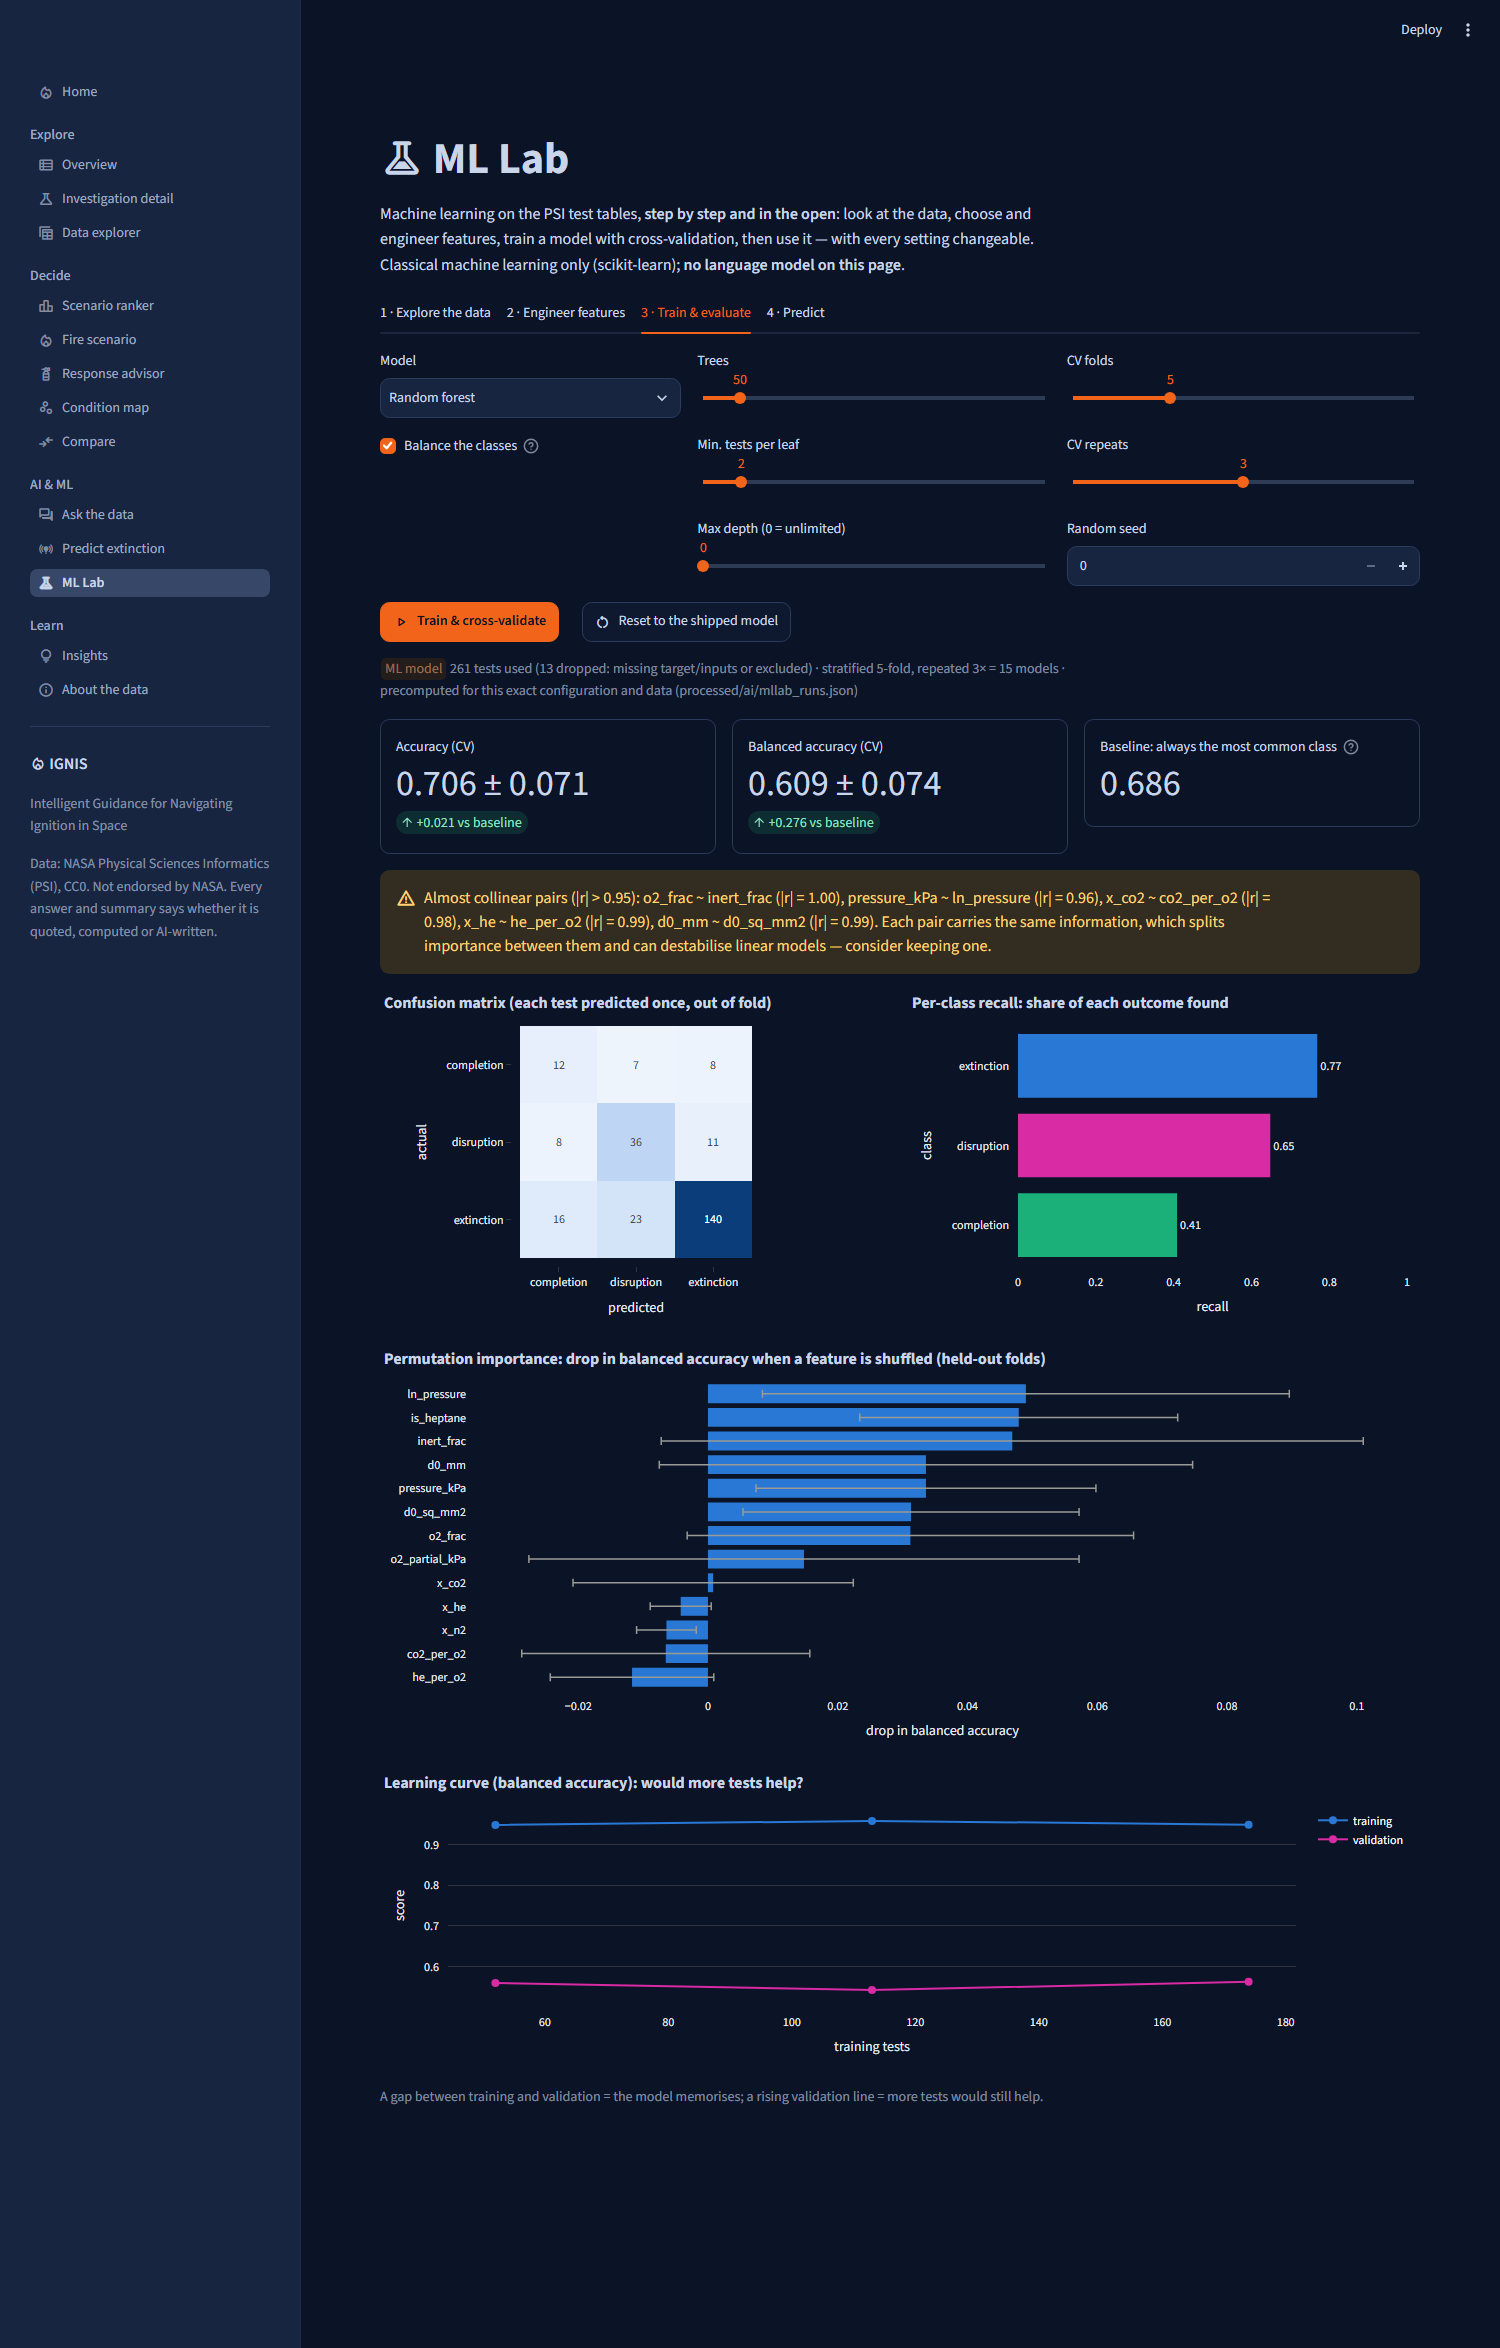 Deploy
Home
Explore
Overview
Investigation detail
Data explorer
Decide
Scenario ranker
Fire scenario
Response advisor
Condition map
Compare
AI & ML
Ask the data
Predict extinction
ML Lab
Learn
Insights
About the data
IGNIS
Intelligent Guidance for Navigating
Ignition in Space
Data: NASA Physical Sciences Informatics
(PSI), CC0. Not endorsed by NASA. Every
answer and summary says whether it is
quoted, computed or AI-written.
ML Lab
Machine learning on the PSI test tables, step by step and in the open: look at the data, choose and
engineer features, train a model with cross-validation, then use it — with every setting changeable.
Classical machine learning only (scikit-learn); no language model on this page.
1 · Explore the data 2 · Engineer features 3 · Train & evaluate 4 · Predict
Model
Random forest
Balance the classes
Trees
50
Min. tests per leaf
2
Max depth (0 = unlimited)
0
CV folds
5
CV repeats
3
Random seed
0
Train & cross-validate
Reset to the shipped model
ML model 261 tests used (13 dropped: missing target/inputs or excluded) · stratified 5-fold, repeated 3× = 15 models ·
precomputed for this exact configuration and data (processed/ai/mllab_runs.json)
Accuracy (CV)
0.706 ± 0.071
↑ +0.021 vs baseline
Balanced accuracy (CV)
0.609 ± 0.074
↑ +0.276 vs baseline
Baseline: always the most common class
0.686
Almost collinear pairs (|r| > 0.95): o2_frac ~ inert_frac (|r| = 1.00), pressure_kPa ~ ln_pressure (|r| = 0.96), x_co2 ~ co2_per_o2 (|r| =
0.98), x_he ~ he_per_o2 (|r| = 0.99), d0_mm ~ d0_sq_mm2 (|r| = 0.99). Each pair carries the same information, which splits
importance between them and can destabilise linear models — consider keeping one.
Confusion matrix (each test predicted once, out of fold)
actual
completion 12 7 8
disruption 8 36 11
extinction 16 23 140
completion disruption extinction
predicted
Per-class recall: share of each outcome found
class
extinction 0.77
disruption 0.65
completion 0.41
0 0.2 0.4 0.6 0.8 1
recall
Permutation importance: drop in balanced accuracy when a feature is shuffled (held-out folds)
ln_pressure
is_heptane
inert_frac
d0_mm
pressure_kPa
d0_sq_mm2
o2_frac
o2_partial_kPa
x_co2
x_he
x_n2
co2_per_o2
he_per_o2
−0.02 0 0.02 0.04 0.06 0.08 0.1
drop in balanced accuracy
Learning curve (balanced accuracy): would more tests help?
training
validation
score
0.9
0.8
0.7
0.6
60 80 100 120 140 160 180
training tests
A gap between training and validation = the model memorises; a rising validation line = more tests would still help.